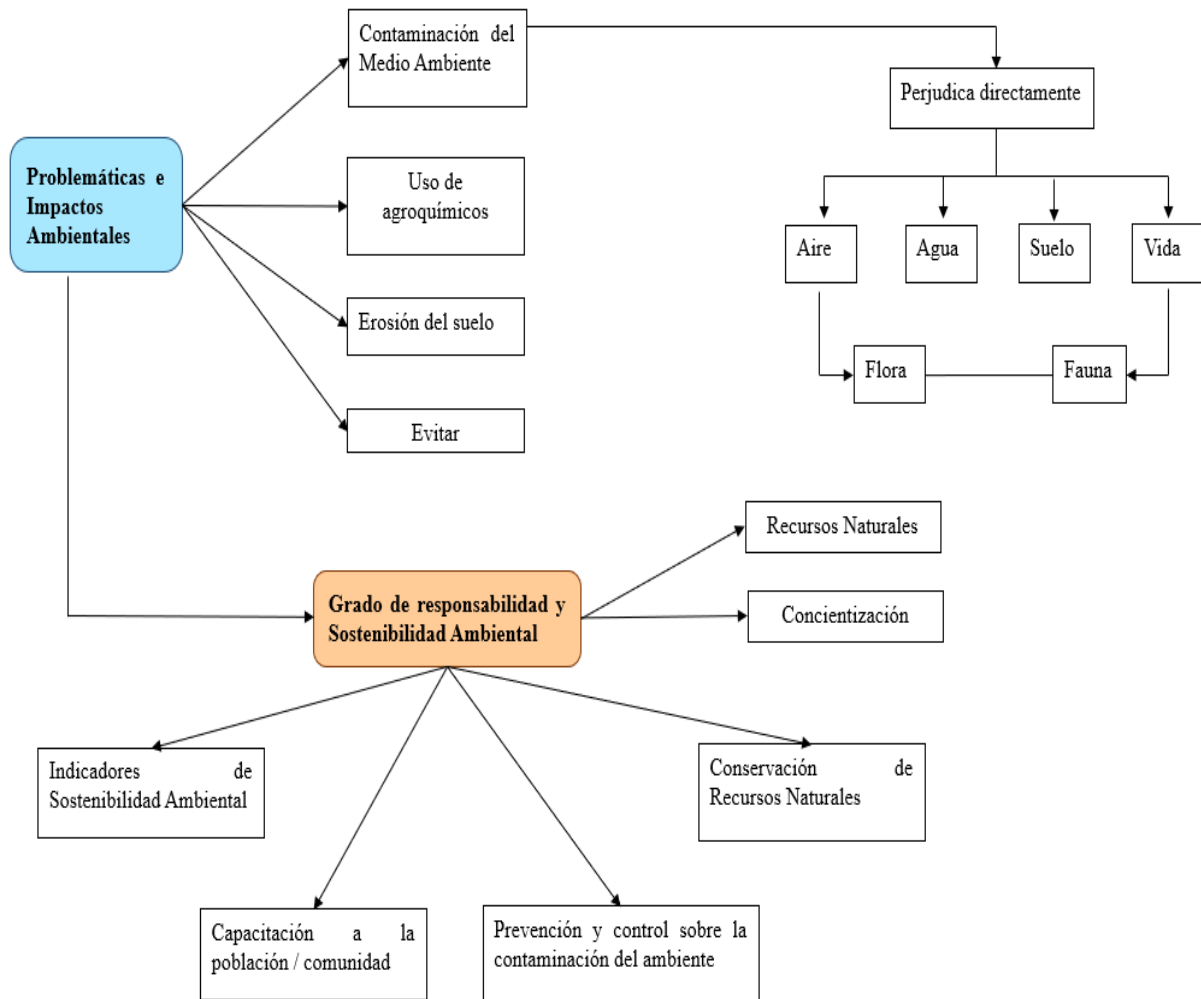 Contaminación del
Medio Ambiente
Perjudica directamente
Problemáticas e
Impactos
Ambientales
Uso de
agroquímicos
Aire
Agua
Suelo
Vida
Erosión del suelo
Flora
Fauna
Evitar
Recursos Naturales
Grado de responsabilidad y
Sostenibilidad Ambiental
Concientización
Indicadores de
Sostenibilidad Ambiental
Conservación de
Recursos Naturales
Capacitación a la
población / comunidad
Prevención y control sobre la
contaminación del ambiente